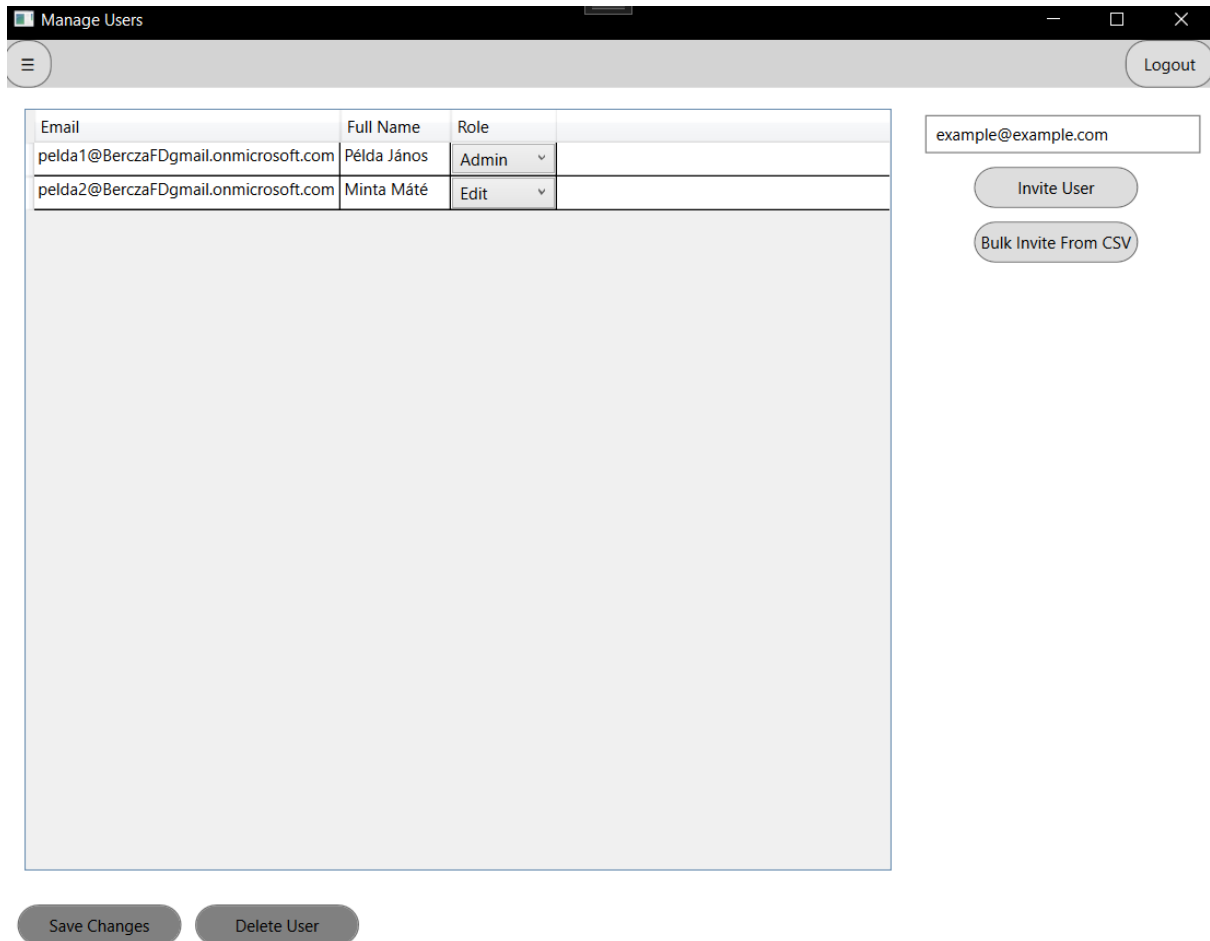 Manage Users
☰ Logout
Email Full Name Role
pelda1@BerczaFDgmail.onmicrosoft.com Példa János Admin
pelda2@BerczaFDgmail.onmicrosoft.com Minta Máté Edit
example@example.com
Invite User
Bulk Invite From CSV
Save Changes Delete User